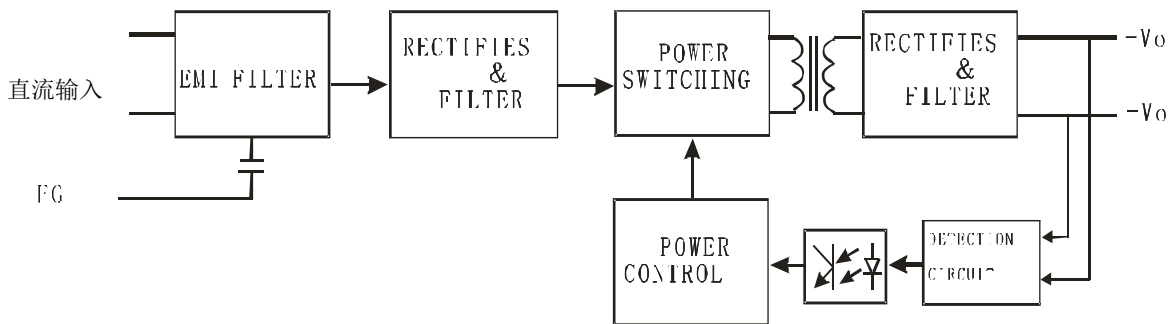 直流输入
FG
EMI FILTER
RECTIFIES
&
FILTER
POWER
SWITCHING
RECTIFIES
&
FILTER
-Vo
-Vo
POWER
CONTROL
DETECTION
CIRCUIT